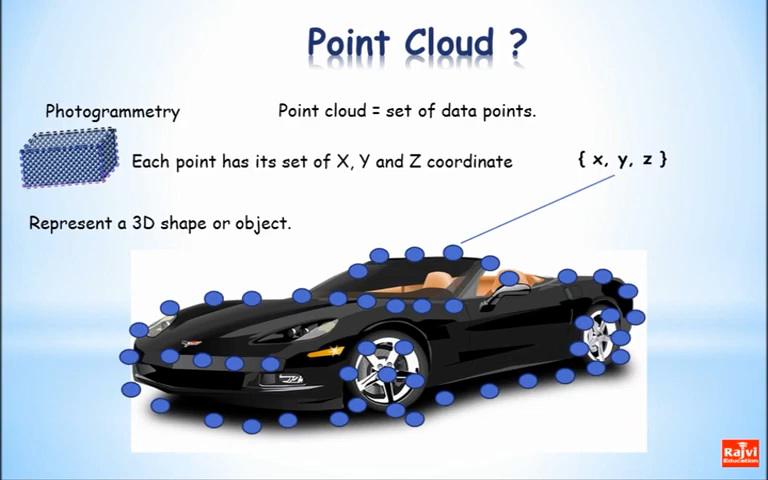 Point Cloud ?
Photogrammetry
Point cloud = set of data points.
Each point has its set of X, Y and Z coordinate
{ x, y, z }
Represent a 3D shape or object.
Rajvi
Education